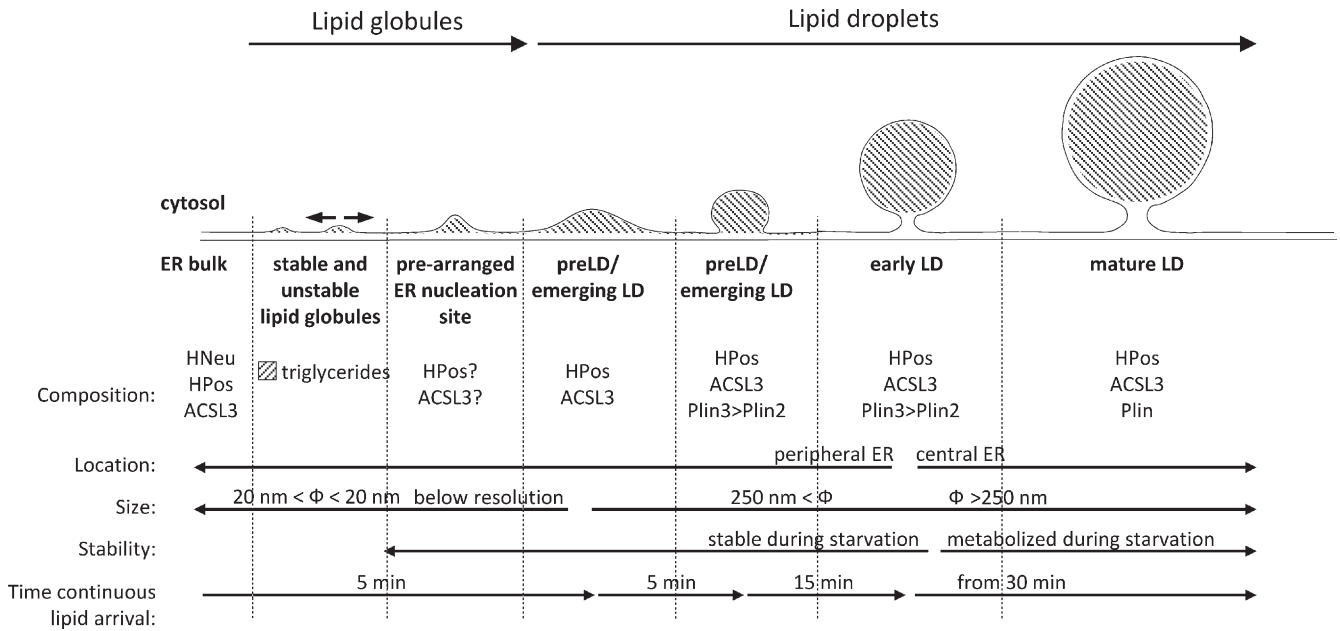 Lipid globules
Lipid droplets
cytosol
ER bulk
stable and
unstable
lipid globules
pre-arranged
ER nucleation
site
preLD/
emerging LD
preLD/
emerging LD
early LD
mature LD
Composition:
HNeu
HPos
ACSL3
triglycerides
HPos?
ACSL3?
HPos
ACSL3
HPos
ACSL3
Plin3>Plin2
HPos
ACSL3
Plin3>Plin2
HPos
ACSL3
Plin
Location:
peripheral ER
central ER
Size:
20 nm < Φ < 20 nm
below resolution
250 nm < Φ
Φ >250 nm
Stability:
stable during starvation
metabolized during starvation
Time continuous
lipid arrival:
5 min
5 min
15min
from 30 min